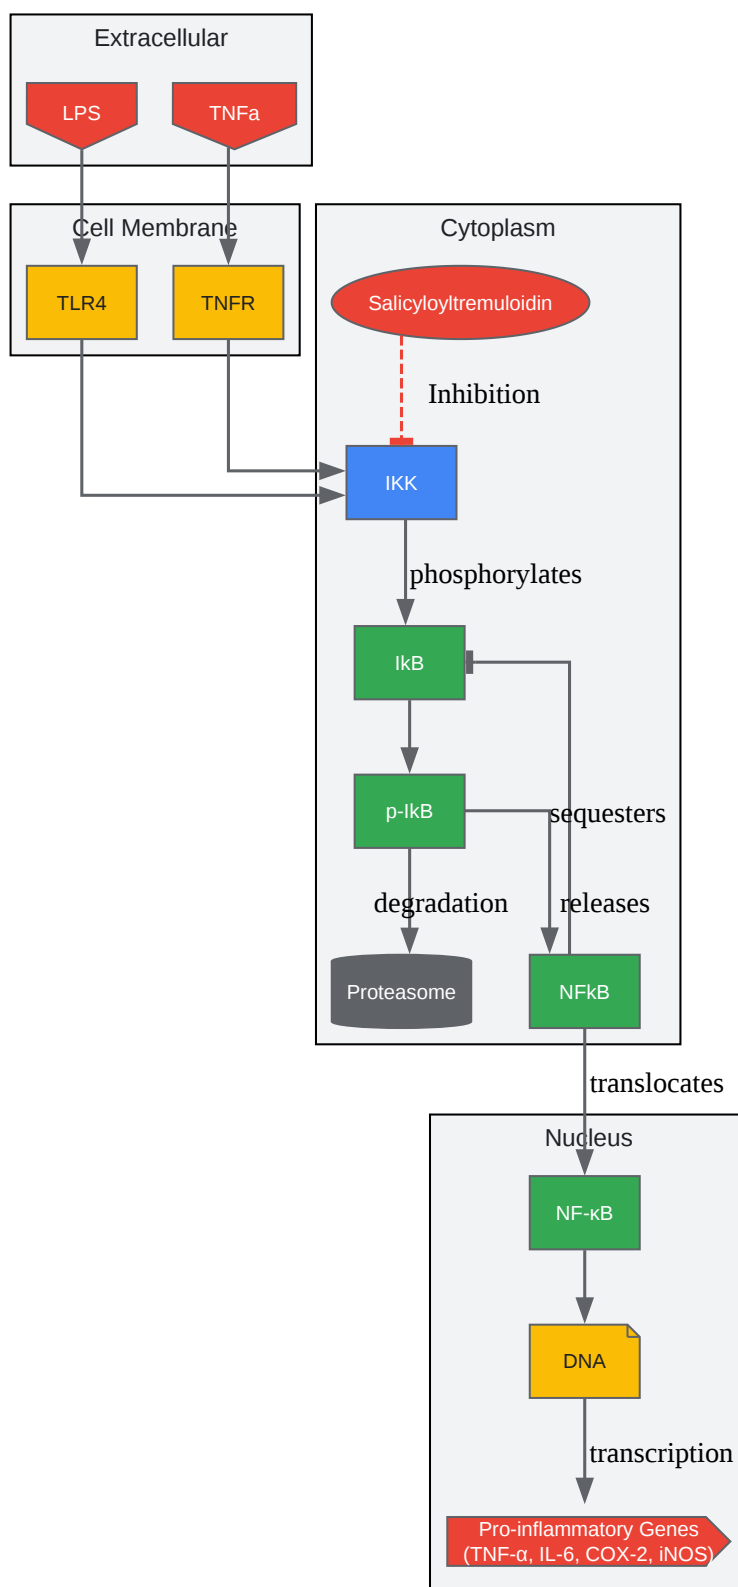 Extracellular
LPS
TNFa
Cell Membrane
Cytoplasm
TLR4
TNFR
Salicyloyltremuloidin
Inhibition
IKK
phosphorylates
IkB
p-IkB
sequesters
degradation
releases
Proteasome
NFkB
translocates
Nucleus
NF-κB
DNA
transcription
Pro-inflammatory Genes
(TNF-α, IL-6, COX-2, iNOS)